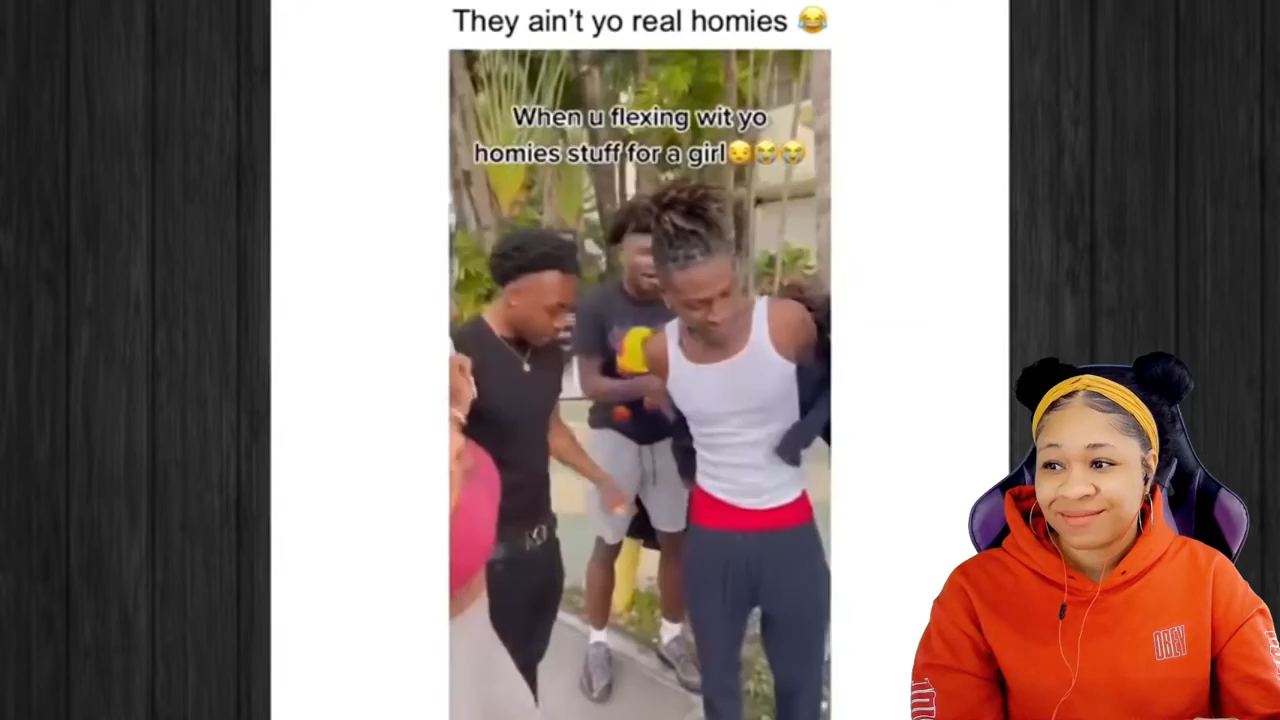 They ain’t yo real homies 😂
When u flexing wit yo
homies stuff for a girl😒😭😭
OBEY